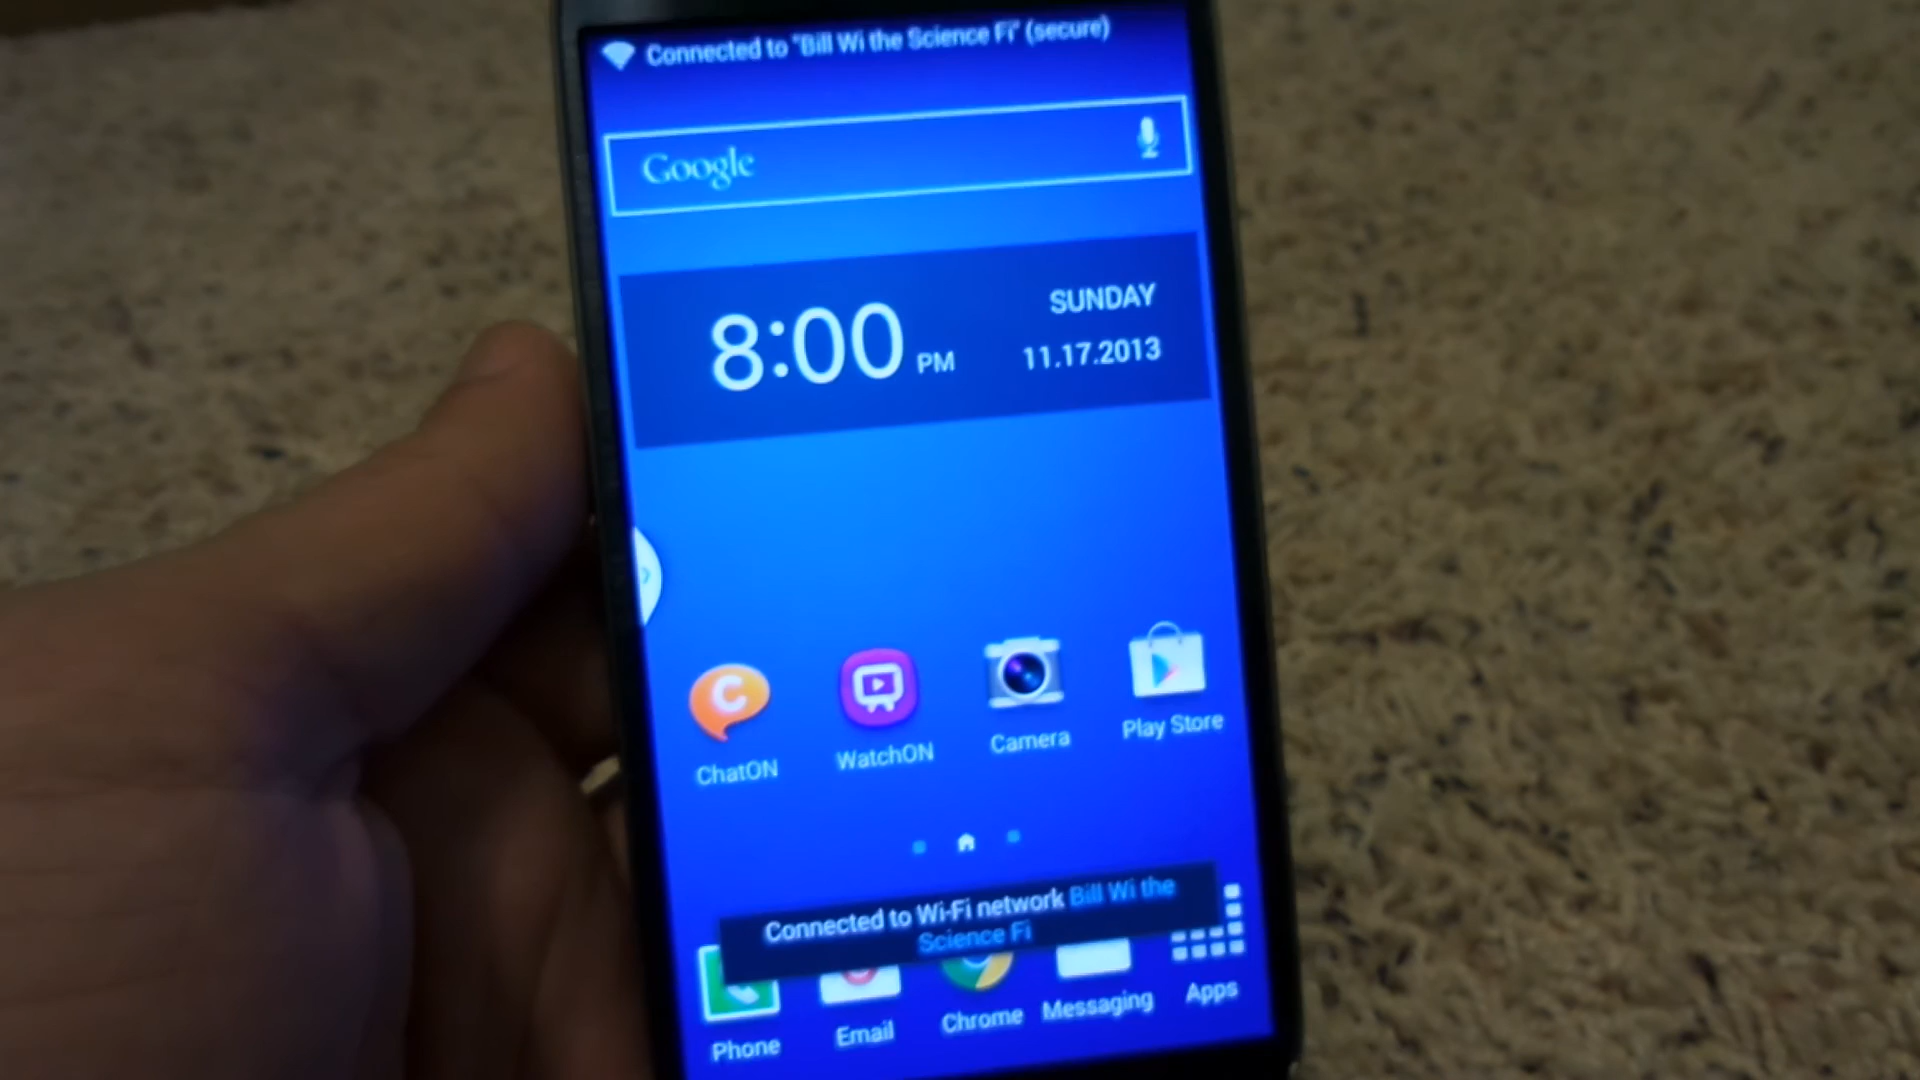 Connected to "Bill Wi the Science Fi" (secure)
Google
8:00 PM
SUNDAY
11.17.2013
C
ChatON
WatchON
Camera
Play Store
Connected to Wi-Fi network Bill Wi the
Science Fi
Phone
Email
Chrome
Messaging
Apps